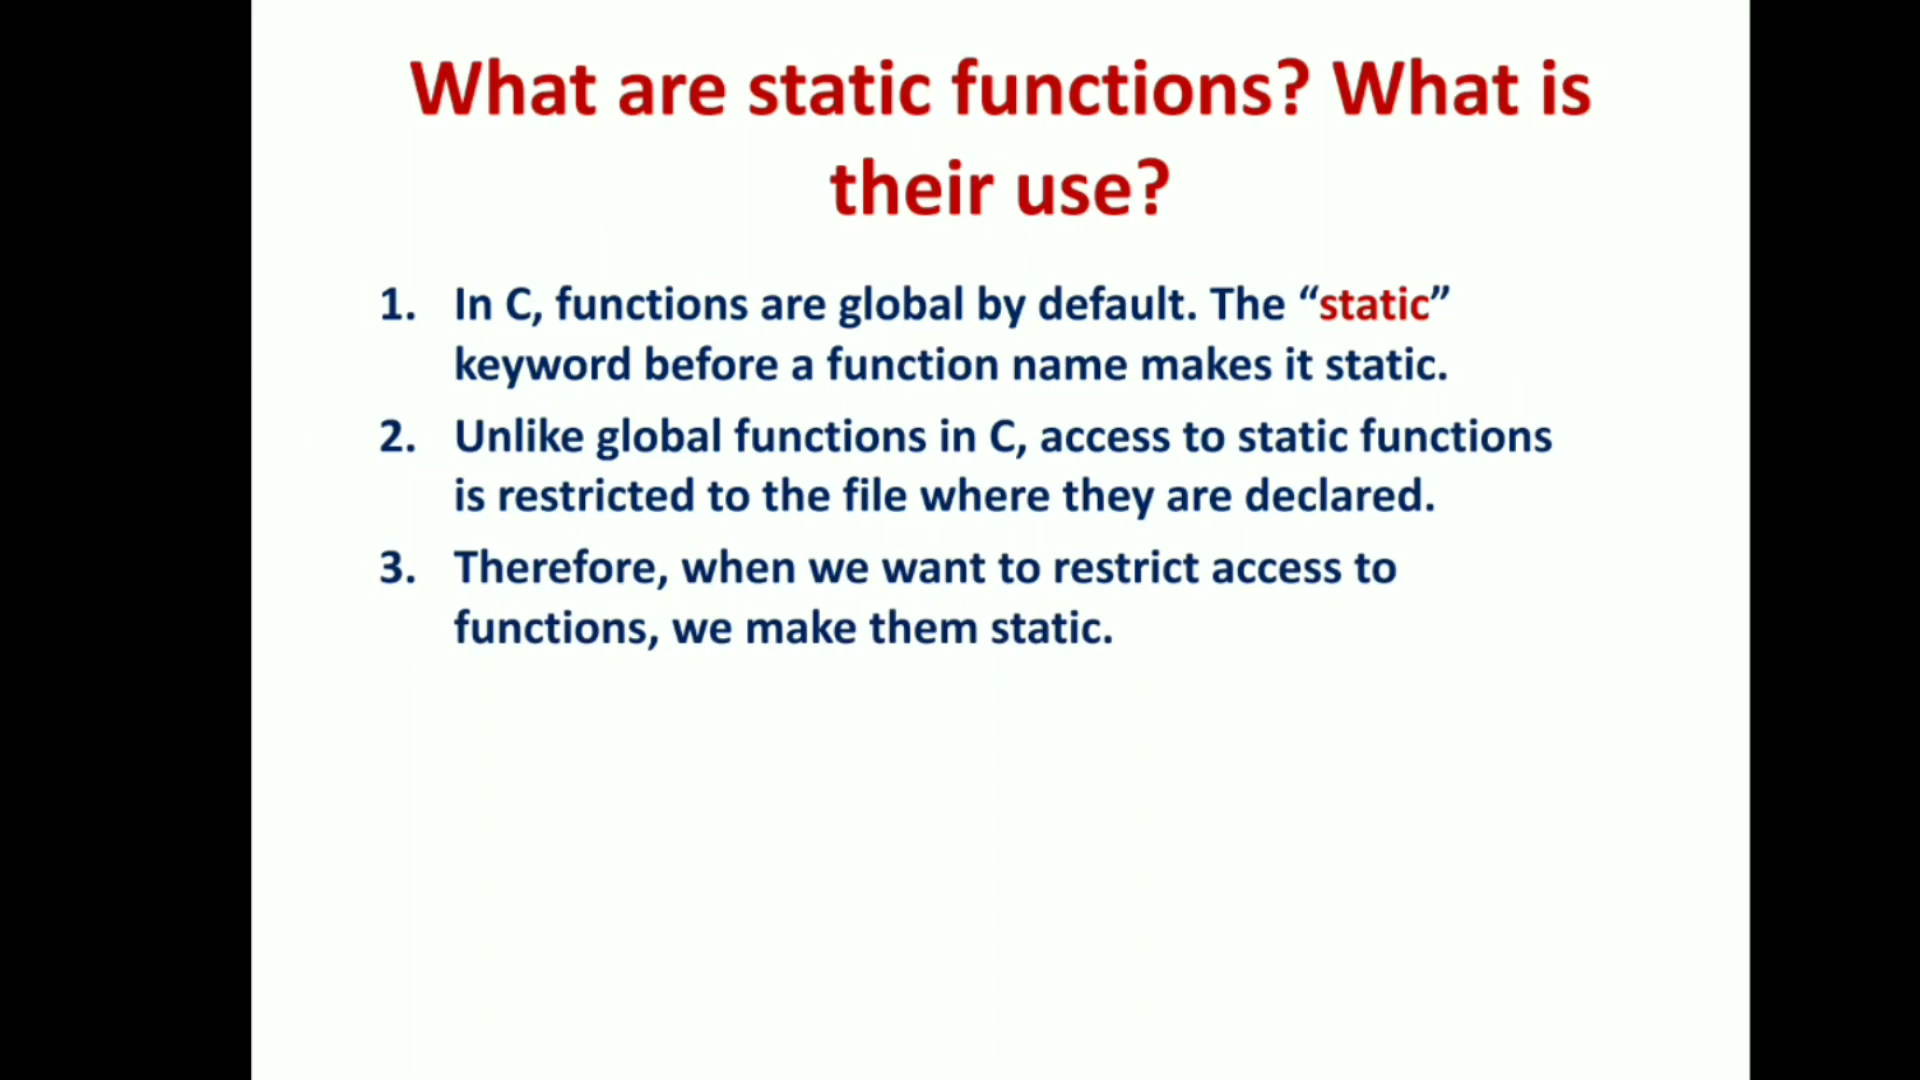 What are static functions? What is
their use?
1. In C, functions are global by default. The “static”
keyword before a function name makes it static.
2. Unlike global functions in C, access to static functions
is restricted to the file where they are declared.
3. Therefore, when we want to restrict access to
functions, we make them static.